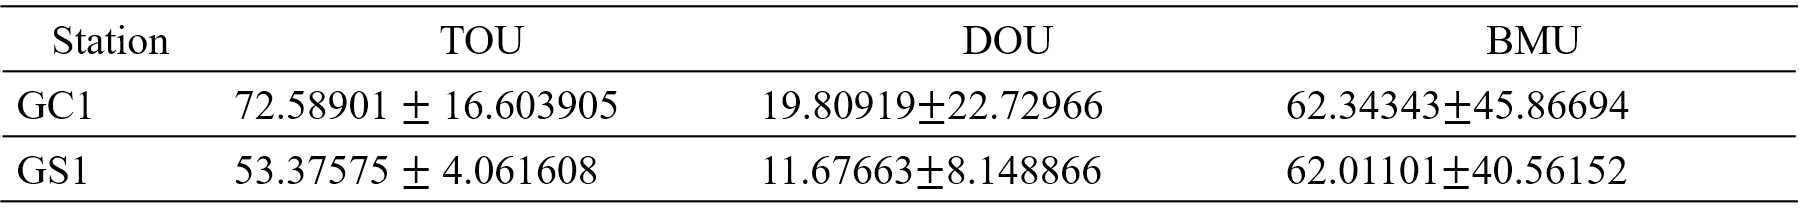 Station TOU DOU BMU
GC1 72.58901 ± 16.603905 19.80919±22.72966 62.34343±45.86694
GS1 53.37575 ± 4.061608 11.67663±8.148866 62.01101±40.56152